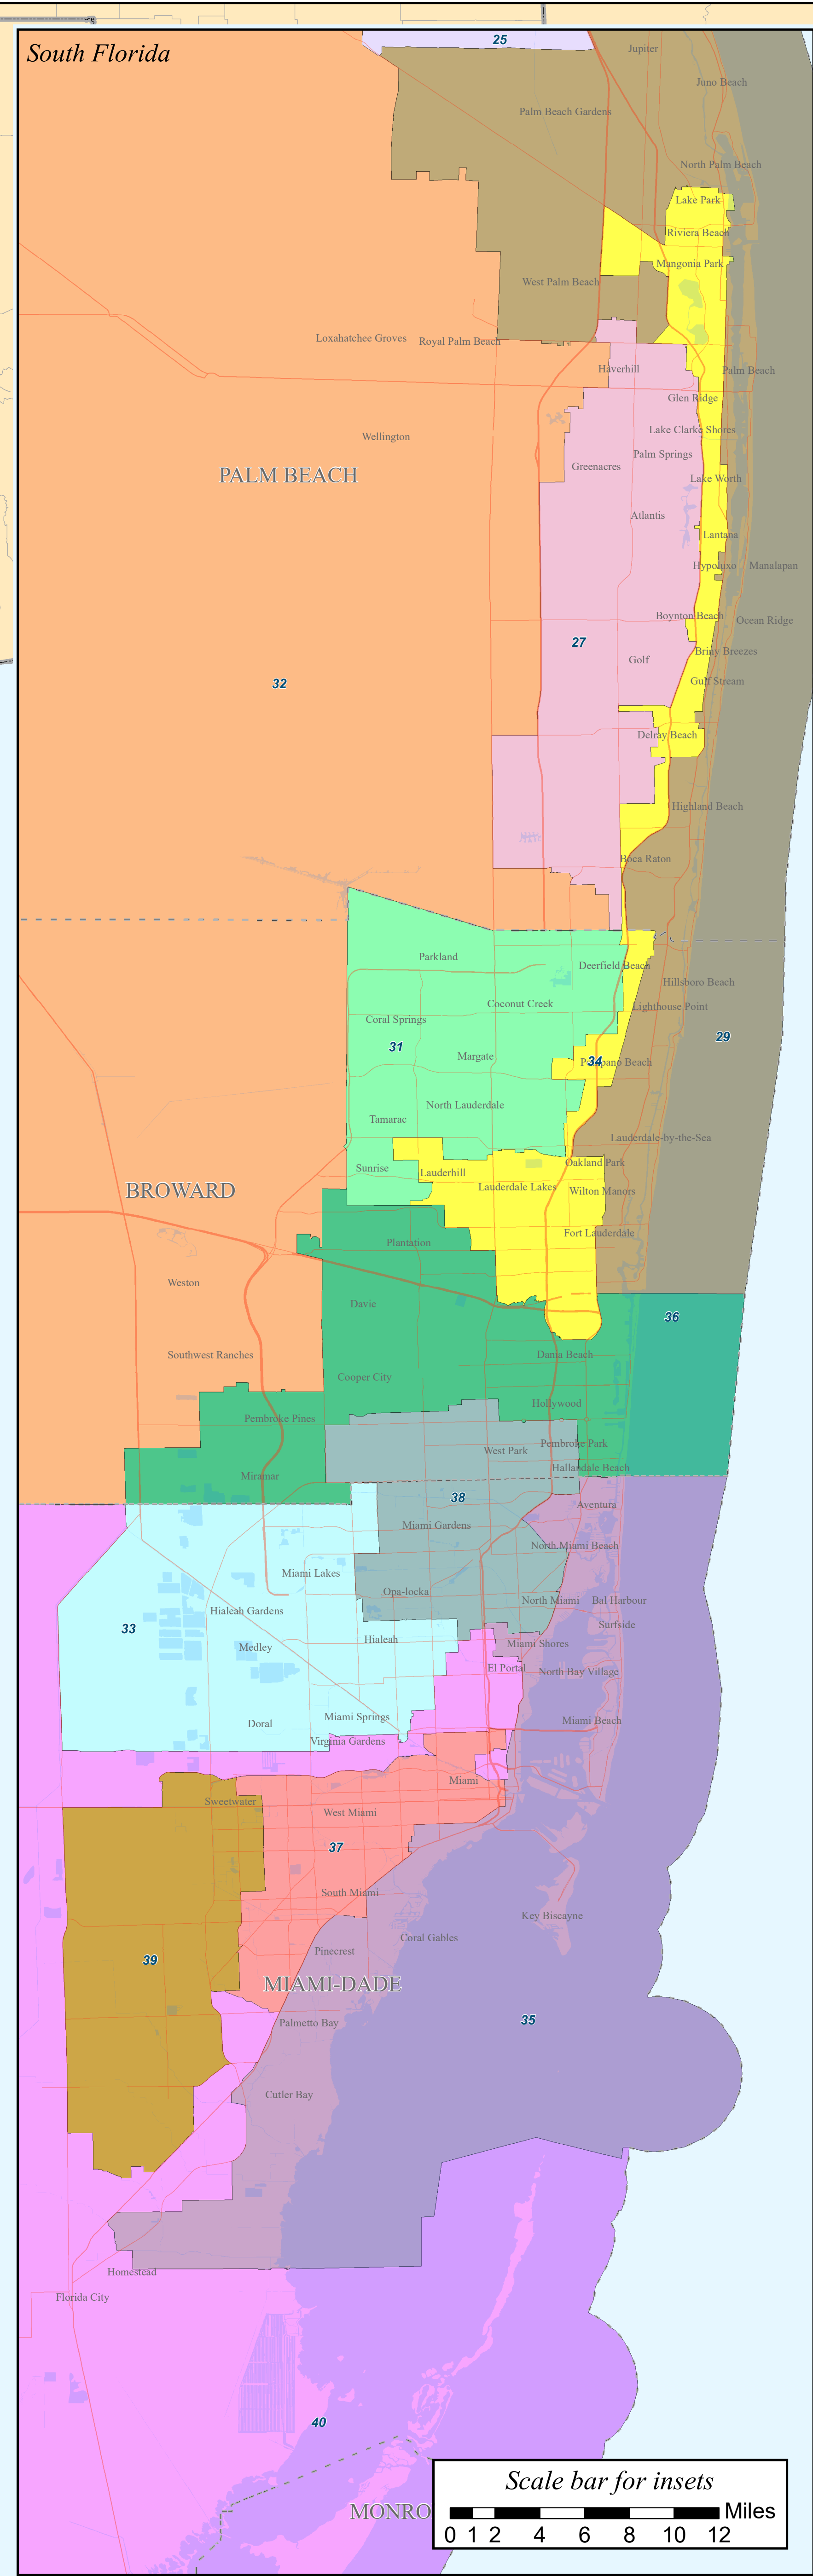 25
South Florida
Jupiter
Juno Beach
Palm Beach Gardens
North Palm Beach
Lake Park
Riviera Beach
Mangonia Park
West Palm Beach
Loxahatchee Groves
Royal Palm Beach
Haverhill
Palm Beach
Glen Ridge
Lake Clarke Shores
Wellington
Palm Springs
Greenacres
PALM BEACH
Lake Worth
Atlantis
Lantana
Hypoluxo
Manalapan
Boynton Beach
Ocean Ridge
27
Briny Breezes
Golf
32
Gulf Stream
Delray Beach
Highland Beach
Boca Raton
Parkland
Deerfield Beach
Hillsboro Beach
Coconut Creek
Lighthouse Point
Coral Springs
29
31
Margate
34
Pompano Beach
North Lauderdale
Tamarac
Lauderdale-by-the-Sea
Oakland Park
Sunrise
Lauderhill
Lauderdale Lakes
Wilton Manors
BROWARD
Fort Lauderdale
Plantation
Weston
Davie
36
Southwest Ranches
Dania Beach
Cooper City
Hollywood
Pembroke Pines
Pembroke Park
West Park
Hallandale Beach
Miramar
38
Aventura
Miami Gardens
North Miami Beach
Miami Lakes
Opa-locka
North Miami
Bal Harbour
Hialeah Gardens
Surfside
33
Hialeah
Medley
Miami Shores
El Portal
North Bay Village
Miami Springs
Miami Beach
Doral
Virginia Gardens
Miami
Sweetwater
West Miami
37
South Miami
Key Biscayne
Coral Gables
Pinecrest
39
MIAMI-DADE
35
Palmetto Bay
Cutler Bay
Homestead
Florida City
40
Scale bar for insets
MONRO
Miles
0 1 2 4 6 8 10 12